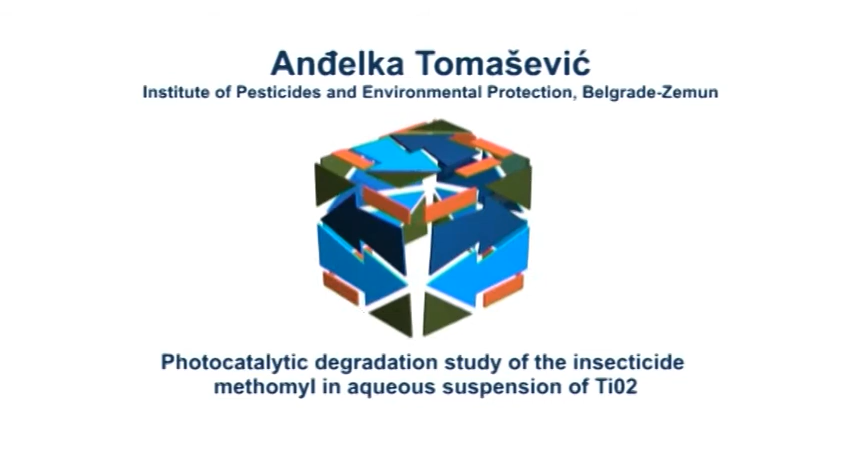 Anđelka Tomašević
Institute of Pesticides and Environmental Protection, Belgrade-Zemun
Photocatalytic degradation study of the insecticide
methomyl in aqueous suspension of Ti02